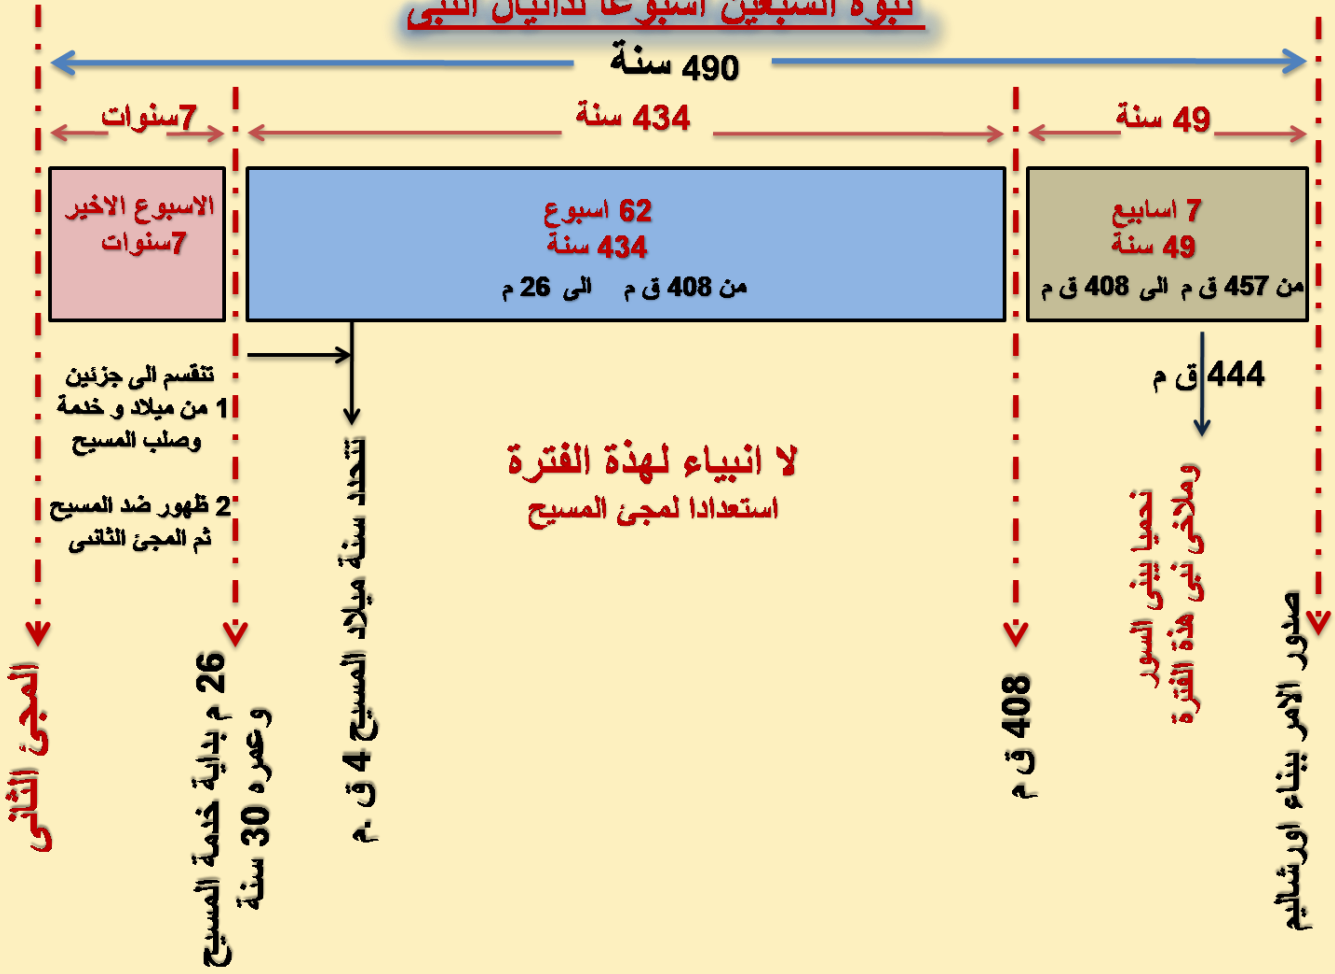 نبوة السبعين اسبوعا لدانيال النبى
490 سنة
49 سنة
434 سنة
7سنوات
7 اسابيع
49 سنة
من 457 ق م الى 408 ق م
62 اسبوع
434 سنة
من 408 ق م الى 26 م
الاسبوع الاخير
7سنوات
444 ق م
نحميا يبنى السور
وملاخى نبى هذة الفترة
صدور الامر ببناء اورشاليم
408 ق م
لا انبياء لهذة الفترة
استعدادا لمجئ المسيح
تتحدد سنة ميلاد المسيح 4 ق .م
26 م بداية خدمة المسيح
وعمره 30 سنة
تنقسم الى جزئين
1 من ميلاد و خدمة
وصلب المسيح
2 ظهور ضد المسيح
ثم المجئ الثانى
المجئ الثانى